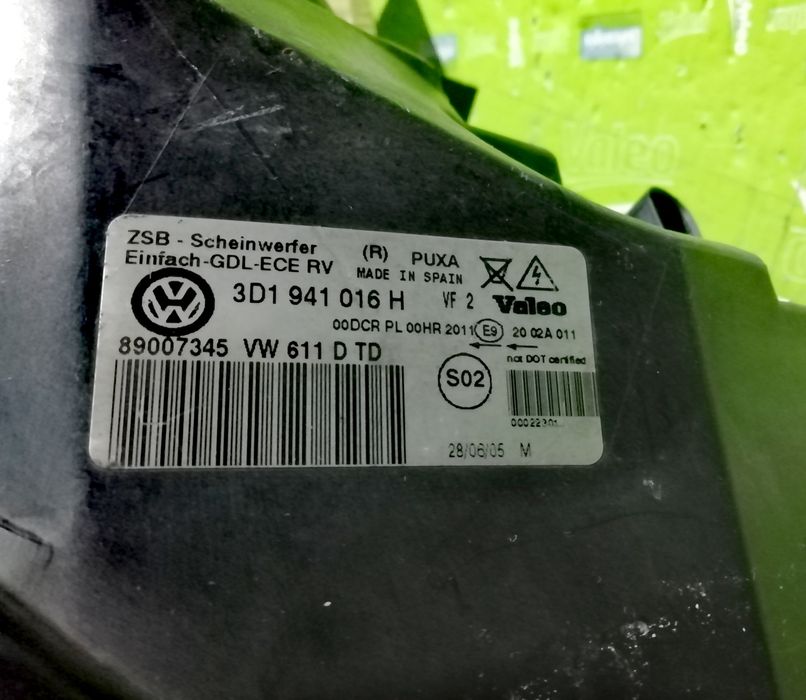 ZSB - Scheinwerfer (R) PUXA
Einfach-GDL-ECE RV MADE IN SPAIN
3D1 941 016 H VF 2 Valeo
00DCR PL 00HR 2011 E9 20 02A 011
89007345 VW 611 D TD not DOT certified
S02
28/06/05 M
Valeo